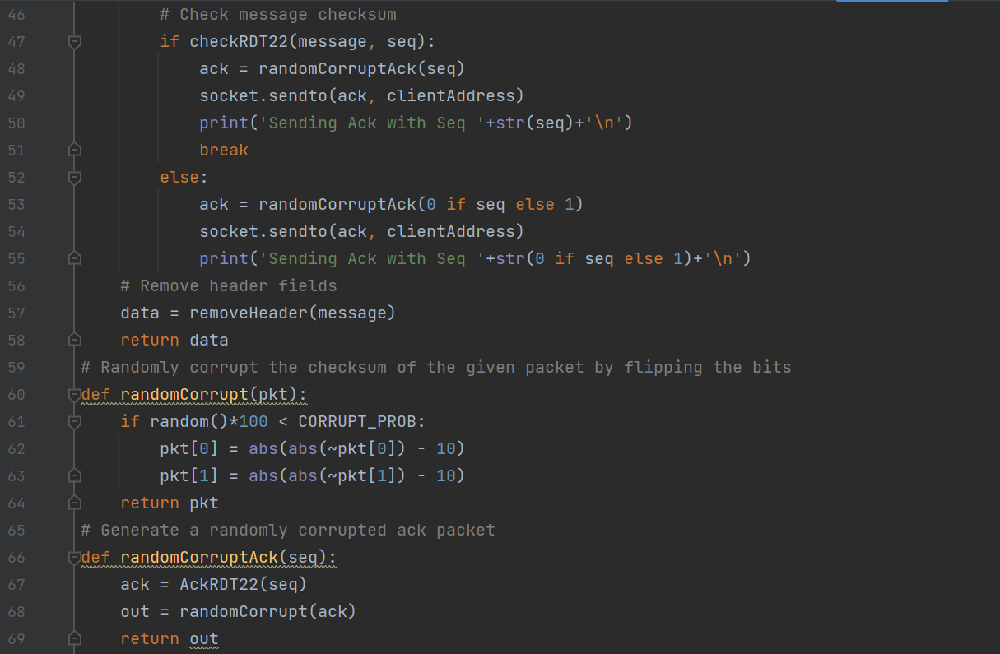 46 # Check message checksum
47 if checkRDT22(message, seq):
48 ack = randomCorruptAck(seq)
49 socket.sendto(ack, clientAddress)
50 print('Sending Ack with Seq '+str(seq)+'\n')
51 break
52 else:
53 ack = randomCorruptAck(0 if seq else 1)
54 socket.sendto(ack, clientAddress)
55 print('Sending Ack with Seq '+str(0 if seq else 1)+'\n')
56 # Remove header fields
57 data = removeHeader(message)
58 return data
59 # Randomly corrupt the checksum of the given packet by flipping the bits
60 def randomCorrupt(pkt):
61 if random()*100 < CORRUPT_PROB:
62 pkt[0] = abs(abs(~pkt[0]) - 10)
63 pkt[1] = abs(abs(~pkt[1]) - 10)
64 return pkt
65 # Generate a randomly corrupted ack packet
66 def randomCorruptAck(seq):
67 ack = AckRDT22(seq)
68 out = randomCorrupt(ack)
69 return out